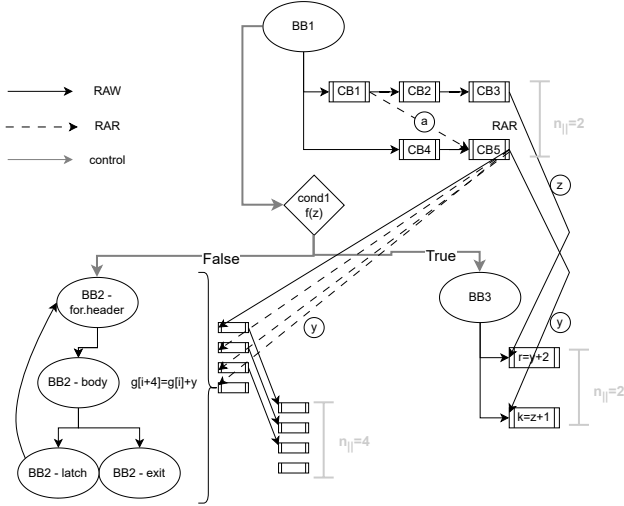 BB1
RAW
CB1
CB2
CB3
RAR
a
RAR
n||=2
control
CB4
CB5
z
cond1
f(z)
False
True
BB2 -
for.header
BB3
y
y
r=y+2
BB2 - body
g[i+4]=g[i]+y
n||=2
k=z+1
n||=4
BB2 - latch
BB2 - exit